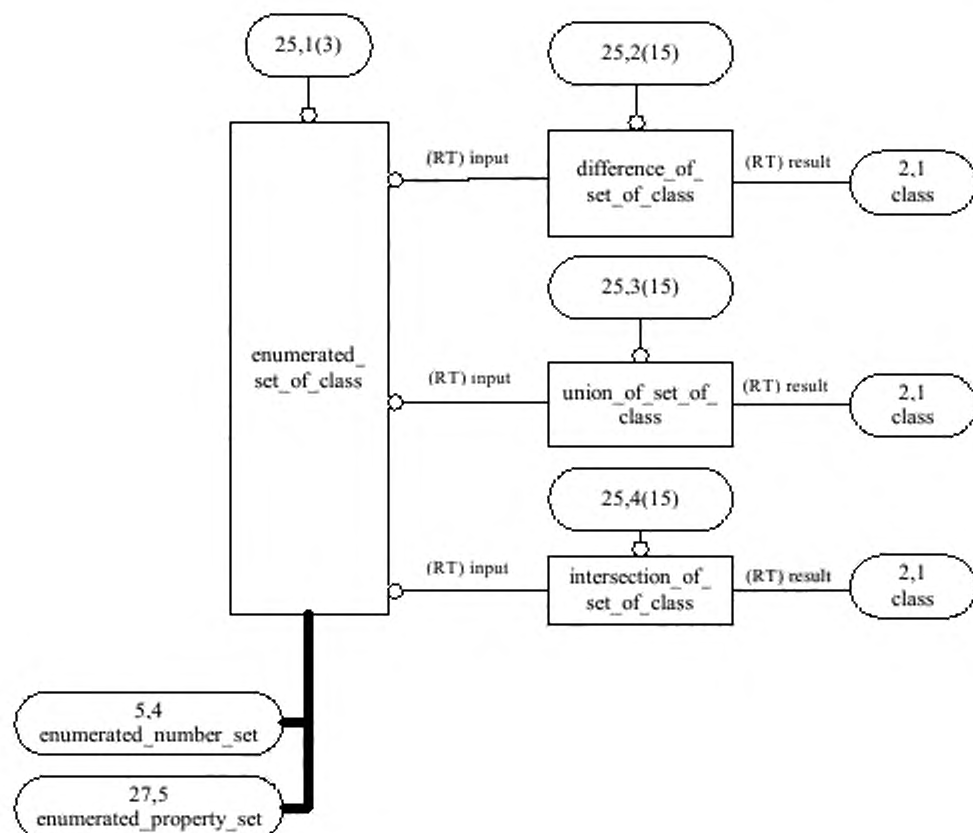 25,1(3)
25,2(15)
(RT) input
difference_of_
set_of_class
(RT) result
2,1
class
25,3(15)
enumerated_
set_of_class
(RT) input
union_of_set_of_
class
(RT) result
2,1
class
25,4(15)
(RT) input
intersection_of_
set_of_class
(RT) result
2,1
class
5,4
enumerated_number_set
27,5
enumerated_property_set